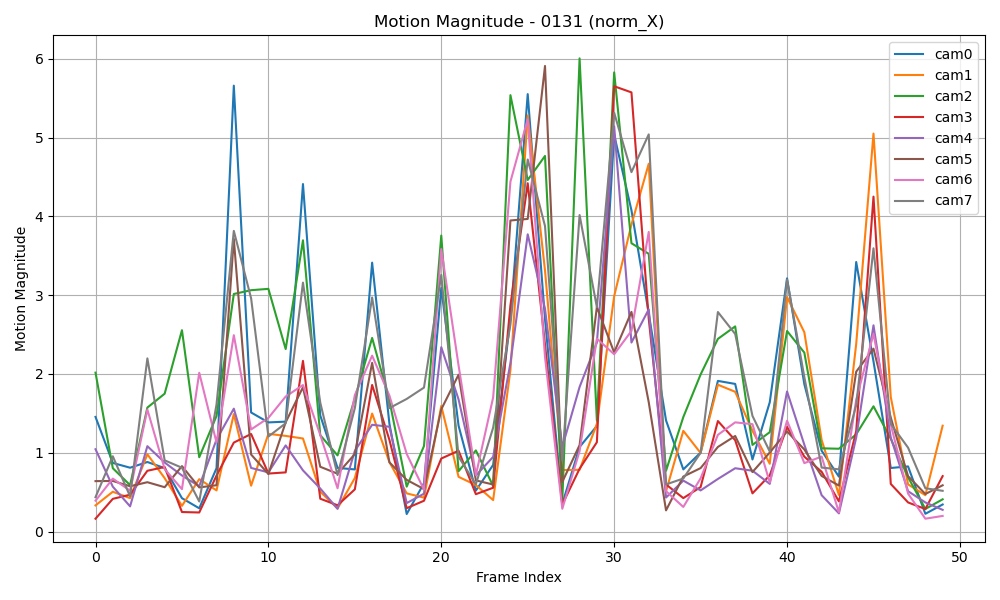 Motion Magnitude - 0131 (norm_X)
cam0
cam1
cam2
cam3
cam4
cam5
cam6
cam7
6
5
4
3
2
1
0
Motion Magnitude
0 10 20 30 40 50
Frame Index